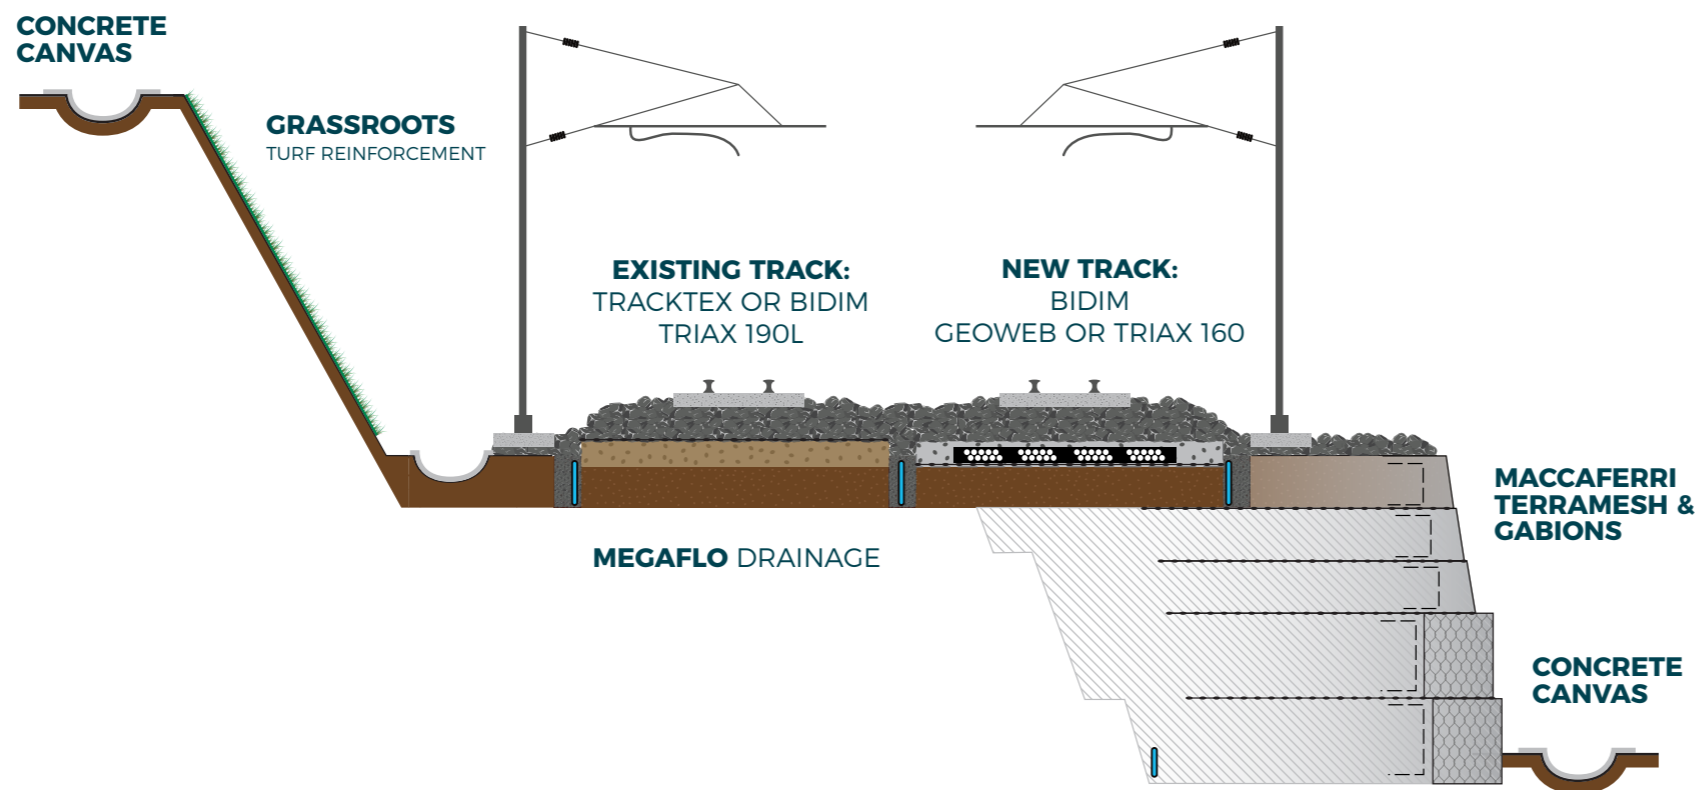 CONCRETE
CANVAS
GRASSROOTS
TURF REINFORCEMENT
EXISTING TRACK:
TRACKTEX OR BIDIM
TRIAX 190L
NEW TRACK:
BIDIM
GEOWEB OR TRIAX 160
MEGAFLO DRAINAGE
MACCAFERRI
TERRAMESH &
GABIONS
CONCRETE
CANVAS